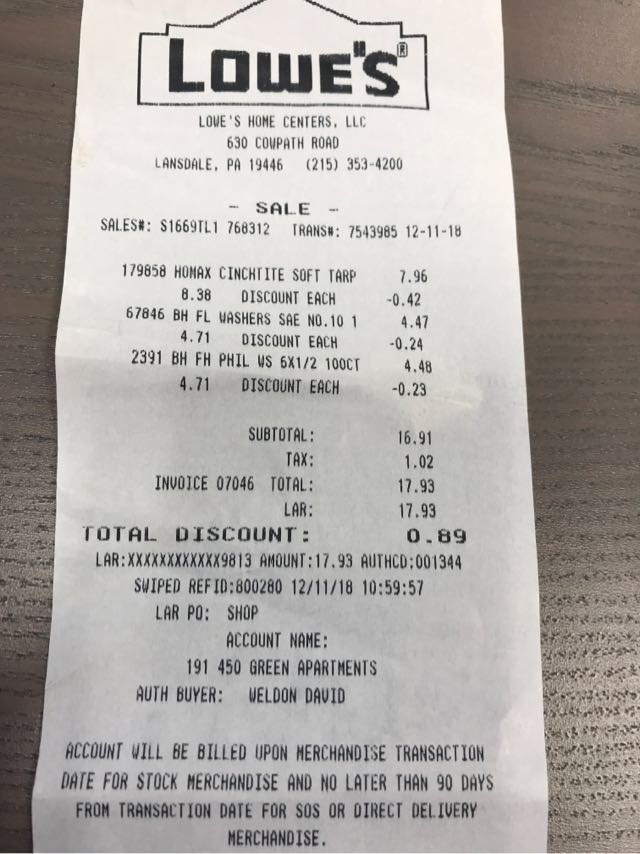 LOWE'S®
LOWE'S HOME CENTERS, LLC
630 COWPATH ROAD
LANSDALE, PA 19446 (215) 353-4200
- SALE -
SALES#: S1669TL1 768312 TRANS#: 7543985 12-11-18
179858 HOMAX CINCHTITE SOFT TARP 7.96
8.38 DISCOUNT EACH -0.42
67846 BH FL WASHERS SAE NO.10 1 4.47
4.71 DISCOUNT EACH -0.24
2391 BH FH PHIL WS 6X1/2 100CT 4.48
4.71 DISCOUNT EACH -0.23
SUBTOTAL: 16.91
TAX: 1.02
INVOICE 07046 TOTAL: 17.93
LAR: 17.93
TOTAL DISCOUNT: 0.89
LAR:XXXXXXXXXXXX9813 AMOUNT:17.93 AUTHCD:001344
SWIPED REFID:800280 12/11/18 10:59:57
LAR PO: SHOP
ACCOUNT NAME:
191 450 GREEN APARTMENTS
AUTH BUYER: WELDON DAVID
ACCOUNT WILL BE BILLED UPON MERCHANDISE TRANSACTION
DATE FOR STOCK MERCHANDISE AND NO LATER THAN 90 DAYS
FROM TRANSACTION DATE FOR SOS OR DIRECT DELIVERY
MERCHANDISE.